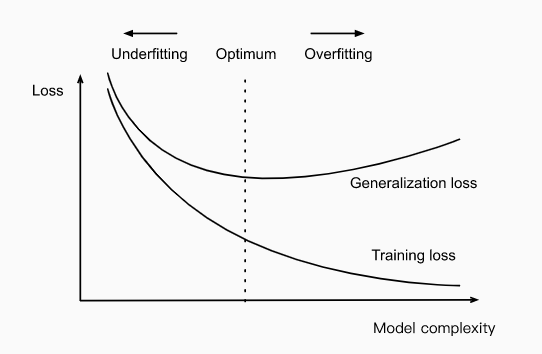 Underfitting Optimum Overfitting
Loss
Generalization loss
Training loss
Model complexity